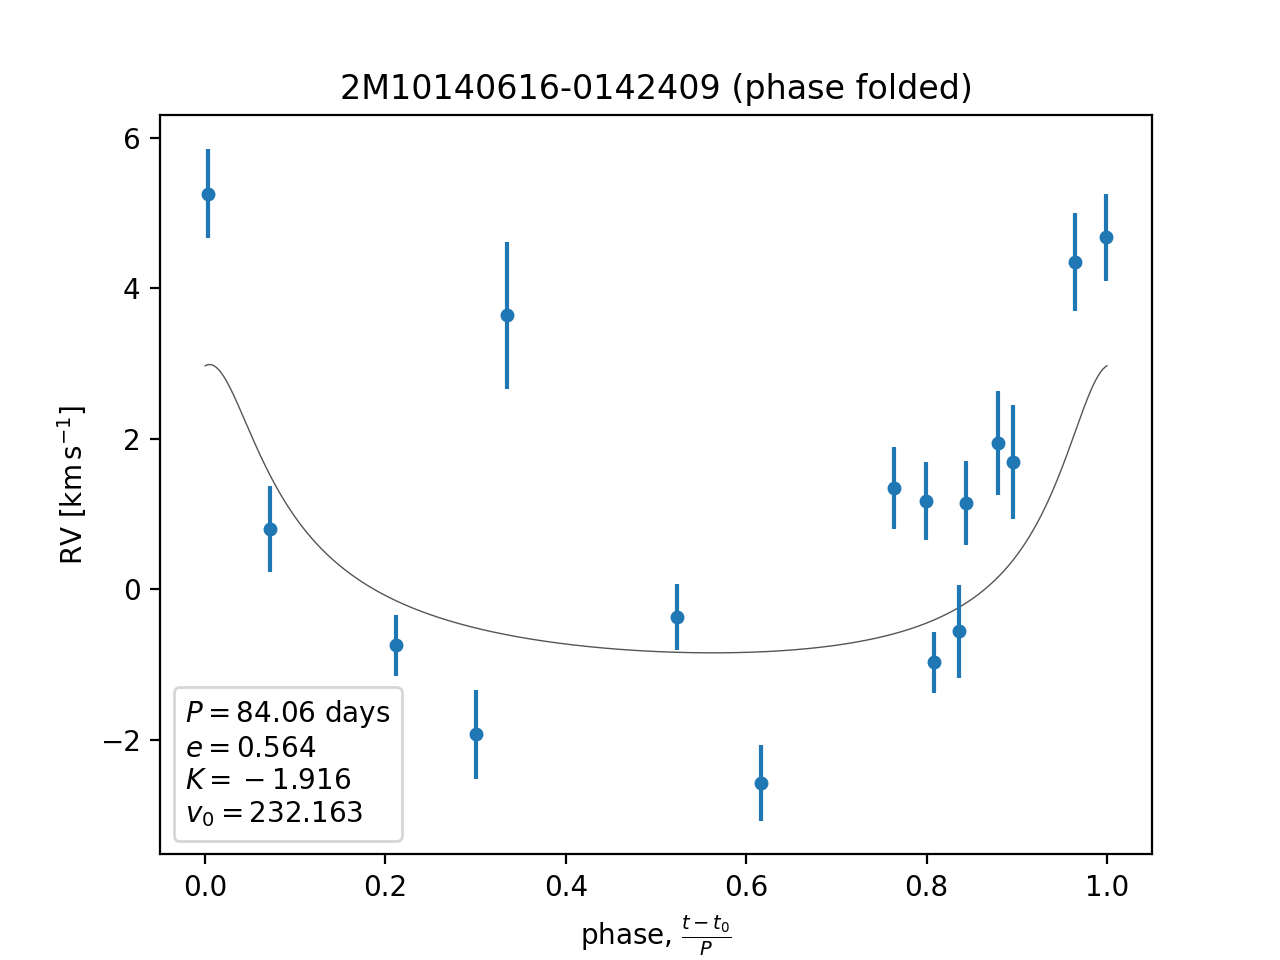 2M10140616-0142409 (phase folded)
6
4
2
0
−2
RV [km s⁻¹]
P = 84.06 days
e = 0.564
K = −1.916
v₀ = 232.163
0.0 0.2 0.4 0.6 0.8 1.0
phase, (t − t₀)/P